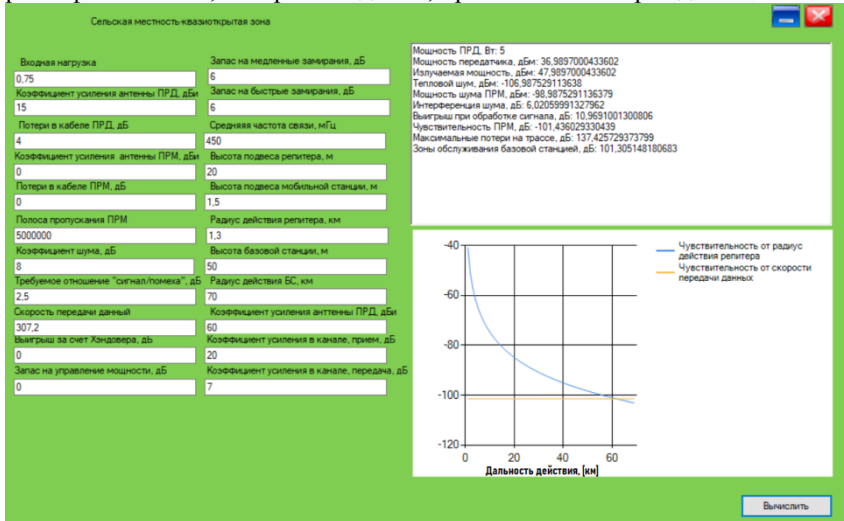 Сельская местность-квазиоткрытая зона
Входная нагрузка
0,75
Коэффициент усиления антенны ПРД, дБи
15
Потери в кабеле ПРД, дБ
4
Коэффициент усиления антенны ПРМ, дБи
0
Потери в кабеле ПРМ, дБ
0
Полоса пропускания ПРМ
5000000
Коэффициент шума, дБ
8
Требуемое отношение "сигнал/помеха", дБ
2,5
Скорость передачи данный
307,2
Выигрыш за счет Хэндовера, дБ
0
Запас на управление мощности, дБ
0
Запас на медленные замирания, дБ
6
Запас на быстрые замирания, дБ
6
Средняяя частота связи, мГц
450
Высота подвеса репитера, м
20
Высота подвеса мобильной станции, м
1,5
Радиус действия репитера, км
1,3
Высота базовой станции, м
50
Радиус действия БС, км
70
Коэффициент усиления анттенны ПРД, дБи
60
Коэффициент усиления в канале, прием, дБ
20
Коэффициент усиления в канале, передача, дБ
7
Мощность ПРД, Вт: 5
Мощность передатчика, дБм: 36,9897000433602
Излучаемая мощность, дБм: 47,9897000433602
Тепловой шум, дБм: -106,987529113638
Мощность шума ПРМ, дБм: -98,9875291136379
Интерференция шума, дБ: 6,02059991327962
Выигрыш при обработке сигнала, дБ: 10,9691001300806
Чувствительность ПРМ, дБ: -101,436029330439
Максимальные потери на трассе, дБ: 137,425729373799
Зоны обслуживания базовой станцией, дБ: 101,305148180683
-40
-60
-80
-100
-120
0 20 40 60
Дальность действия, [км]
Чувствительность от радиус
действия репитера
Чувствительность от скорости
передачи данных
Вычислить